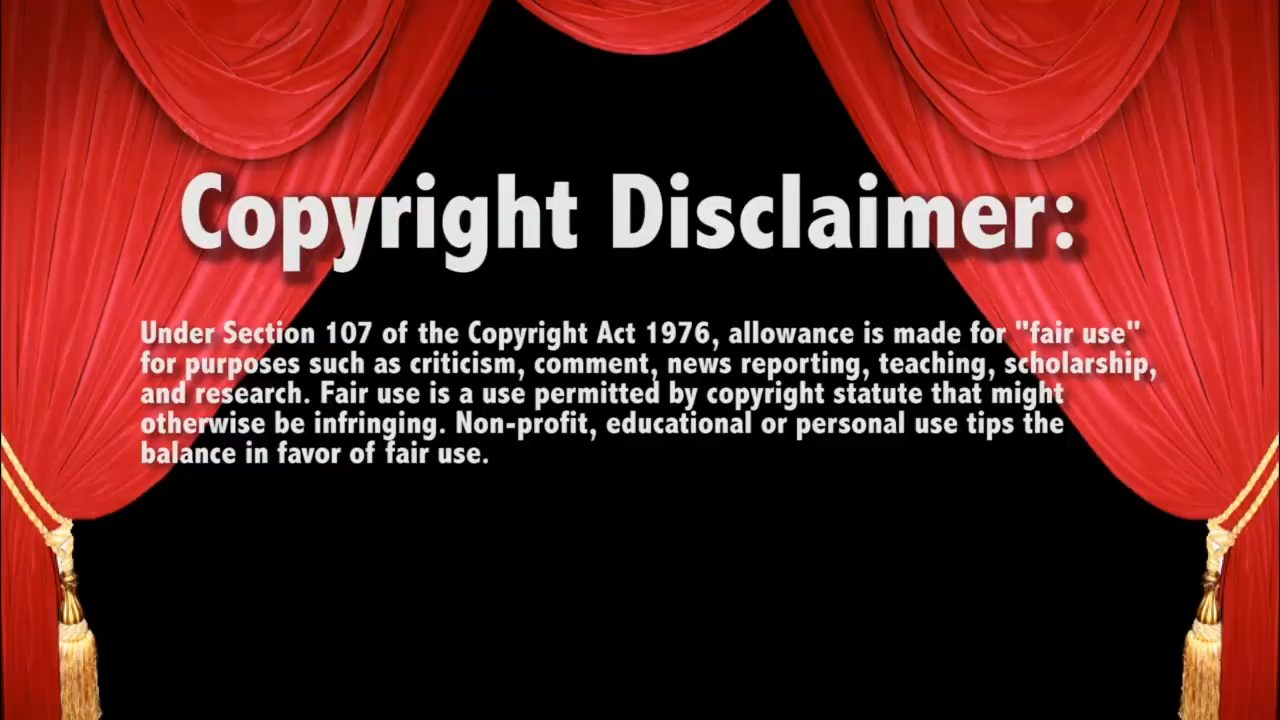 Copyright Disclaimer:
Under Section 107 of the Copyright Act 1976, allowance is made for "fair use"
for purposes such as criticism, comment, news reporting, teaching, scholarship,
and research. Fair use is a use permitted by copyright statute that might
otherwise be infringing. Non-profit, educational or personal use tips the
balance in favor of fair use.